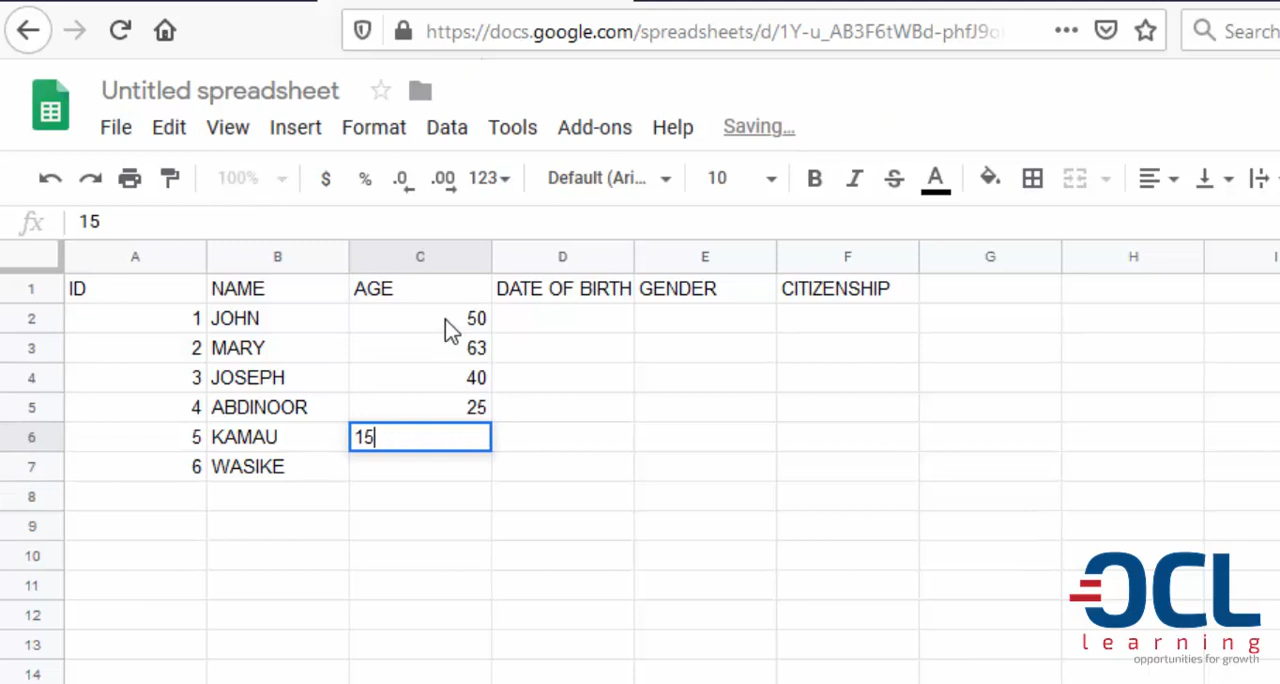 https://docs.google.com/spreadsheets/d/1Y-u_AB3F6tWBd-phfJ9o
Search
Untitled spreadsheet
File Edit View Insert Format Data Tools Add-ons Help Saving...
100% $ % .0 .00 123 Default (Ari... 10 B I S A
fx 15
A B C D E F G H I
1 ID NAME AGE DATE OF BIRTH GENDER CITIZENSHIP
2 1 JOHN 50
3 2 MARY 63
4 3 JOSEPH 40
5 4 ABDINOOR 25
6 5 KAMAU 15
7 6 WASIKE
8
9
10
11
12
13
14
OCL
learning
opportunities for growth